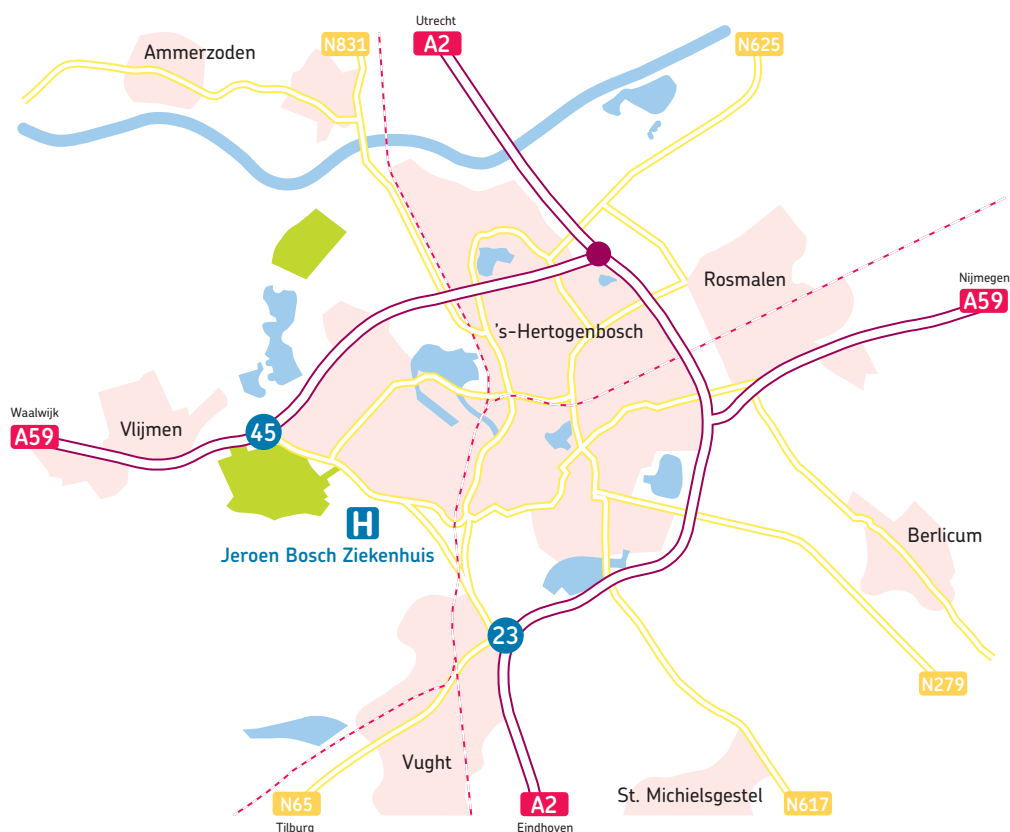 Utrecht
N831
A2
N625
Ammerzoden
Rosmalen
Nijmegen
A59
's-Hertogenbosch
Waalwijk
A59
Vlijmen
45
H
Jeroen Bosch Ziekenhuis
Berlicum
23
N279
Vught
St. Michielsgestel
N65
Tilburg
A2
Eindhoven
N617